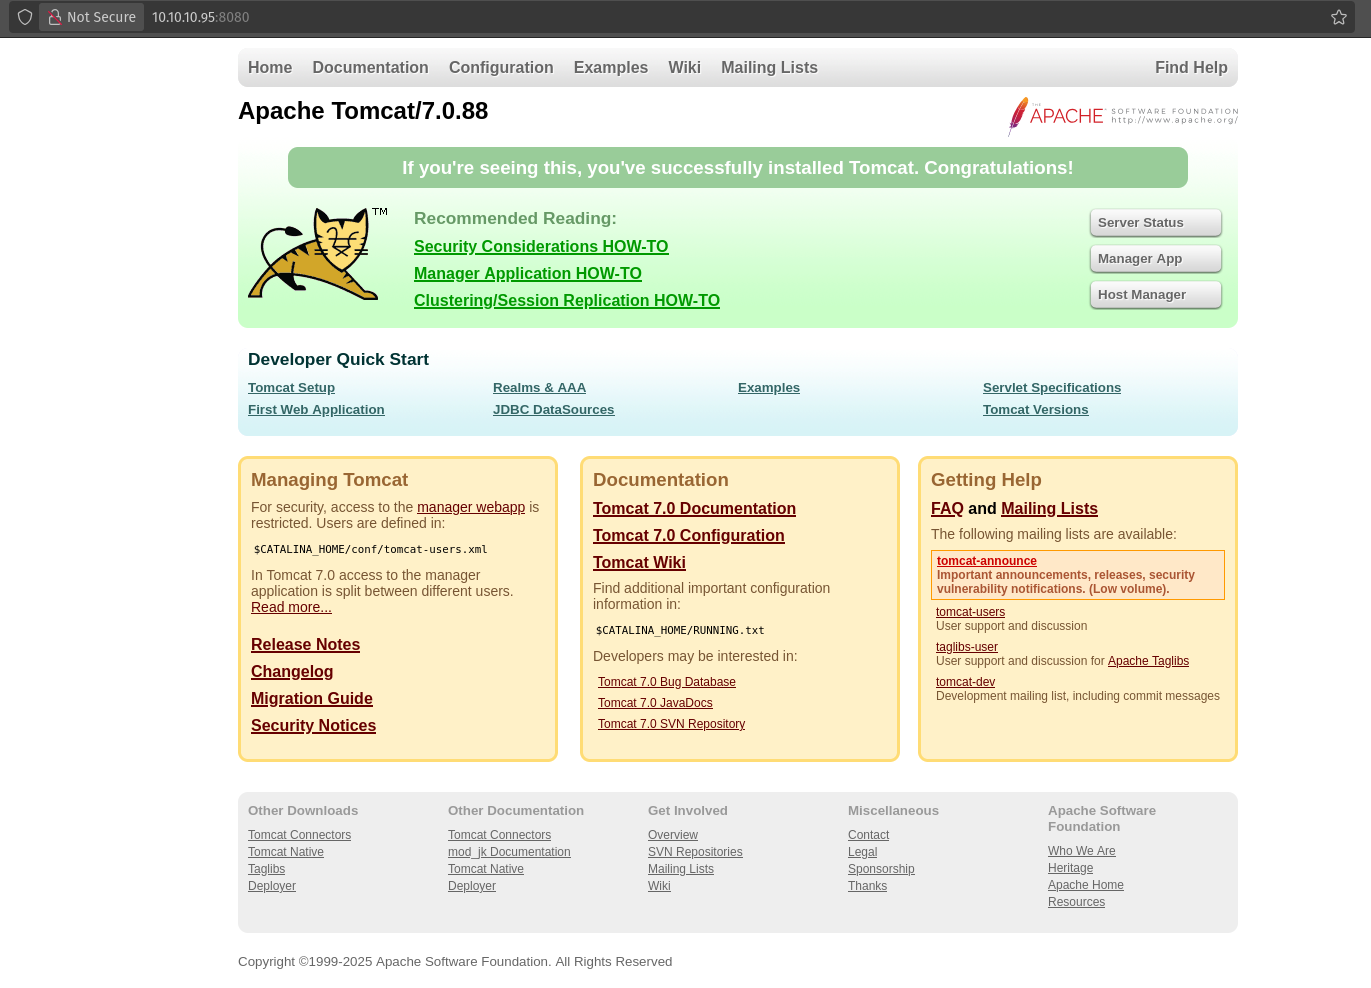 Not Secure 10.10.10.95:8080
Home Documentation Configuration Examples Wiki Mailing Lists Find Help
Apache Tomcat/7.0.88
APACHE SOFTWARE FOUNDATION
http://www.apache.org/
If you're seeing this, you've successfully installed Tomcat. Congratulations!
TM
Recommended Reading:
Security Considerations HOW-TO
Manager Application HOW-TO
Clustering/Session Replication HOW-TO
Server Status
Manager App
Host Manager
Developer Quick Start
Tomcat Setup
First Web Application
Realms & AAA
JDBC DataSources
Examples
Servlet Specifications
Tomcat Versions
Managing Tomcat
For security, access to the manager webapp is
restricted. Users are defined in:
$CATALINA_HOME/conf/tomcat-users.xml
In Tomcat 7.0 access to the manager
application is split between different users.
Read more...
Release Notes
Changelog
Migration Guide
Security Notices
Documentation
Tomcat 7.0 Documentation
Tomcat 7.0 Configuration
Tomcat Wiki
Find additional important configuration
information in:
$CATALINA_HOME/RUNNING.txt
Developers may be interested in:
Tomcat 7.0 Bug Database
Tomcat 7.0 JavaDocs
Tomcat 7.0 SVN Repository
Getting Help
FAQ and Mailing Lists
The following mailing lists are available:
tomcat-announce
Important announcements, releases, security
vulnerability notifications. (Low volume).
tomcat-users
User support and discussion
taglibs-user
User support and discussion for Apache Taglibs
tomcat-dev
Development mailing list, including commit messages
Other Downloads
Tomcat Connectors
Tomcat Native
Taglibs
Deployer
Other Documentation
Tomcat Connectors
mod_jk Documentation
Tomcat Native
Deployer
Get Involved
Overview
SVN Repositories
Mailing Lists
Wiki
Miscellaneous
Contact
Legal
Sponsorship
Thanks
Apache Software
Foundation
Who We Are
Heritage
Apache Home
Resources
Copyright ©1999-2025 Apache Software Foundation. All Rights Reserved